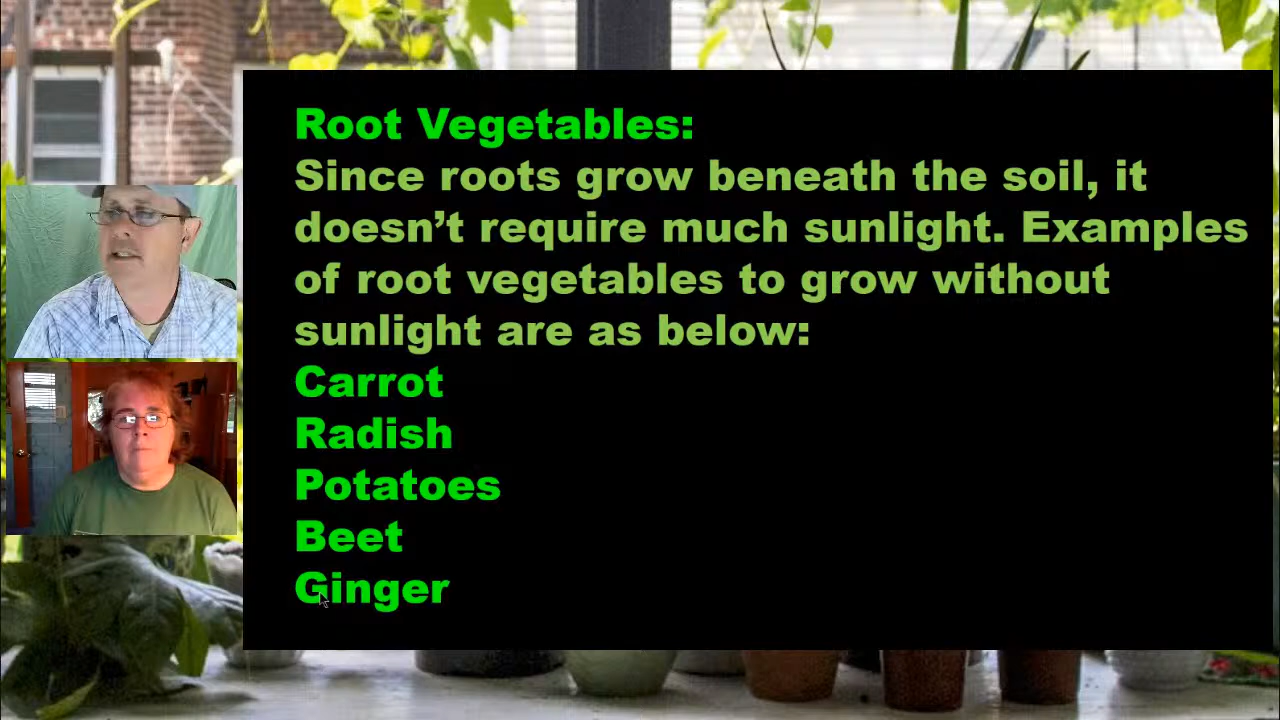 Root Vegetables:
Since roots grow beneath the soil, it
doesn’t require much sunlight. Examples
of root vegetables to grow without
sunlight are as below:
Carrot
Radish
Potatoes
Beet
Ginger